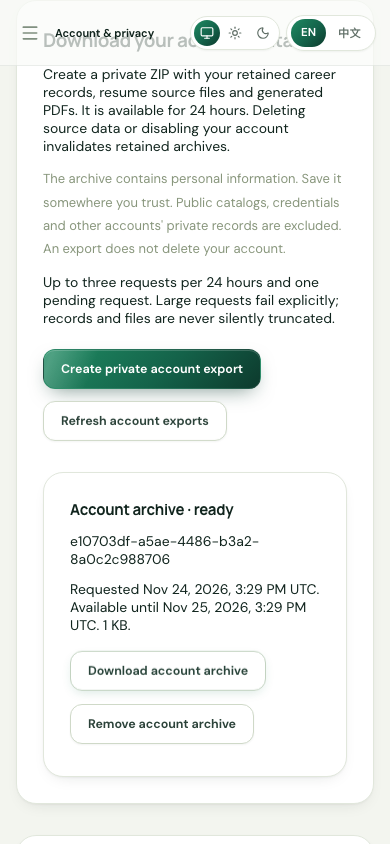 Account & privacy
EN
中文
Download your ac
Create a private ZIP with your retained career
records, resume source files and generated
PDFs. It is available for 24 hours. Deleting
source data or disabling your account
invalidates retained archives.
The archive contains personal information. Save it
somewhere you trust. Public catalogs, credentials
and other accounts' private records are excluded.
An export does not delete your account.
Up to three requests per 24 hours and one
pending request. Large requests fail explicitly;
records and files are never silently truncated.
Create private account export
Refresh account exports
Account archive · ready
e10703df-a5ae-4486-b3a2-
8a0c2c988706
Requested Nov 24, 2026, 3:29 PM UTC.
Available until Nov 25, 2026, 3:29 PM
UTC. 1 KB.
Download account archive
Remove account archive